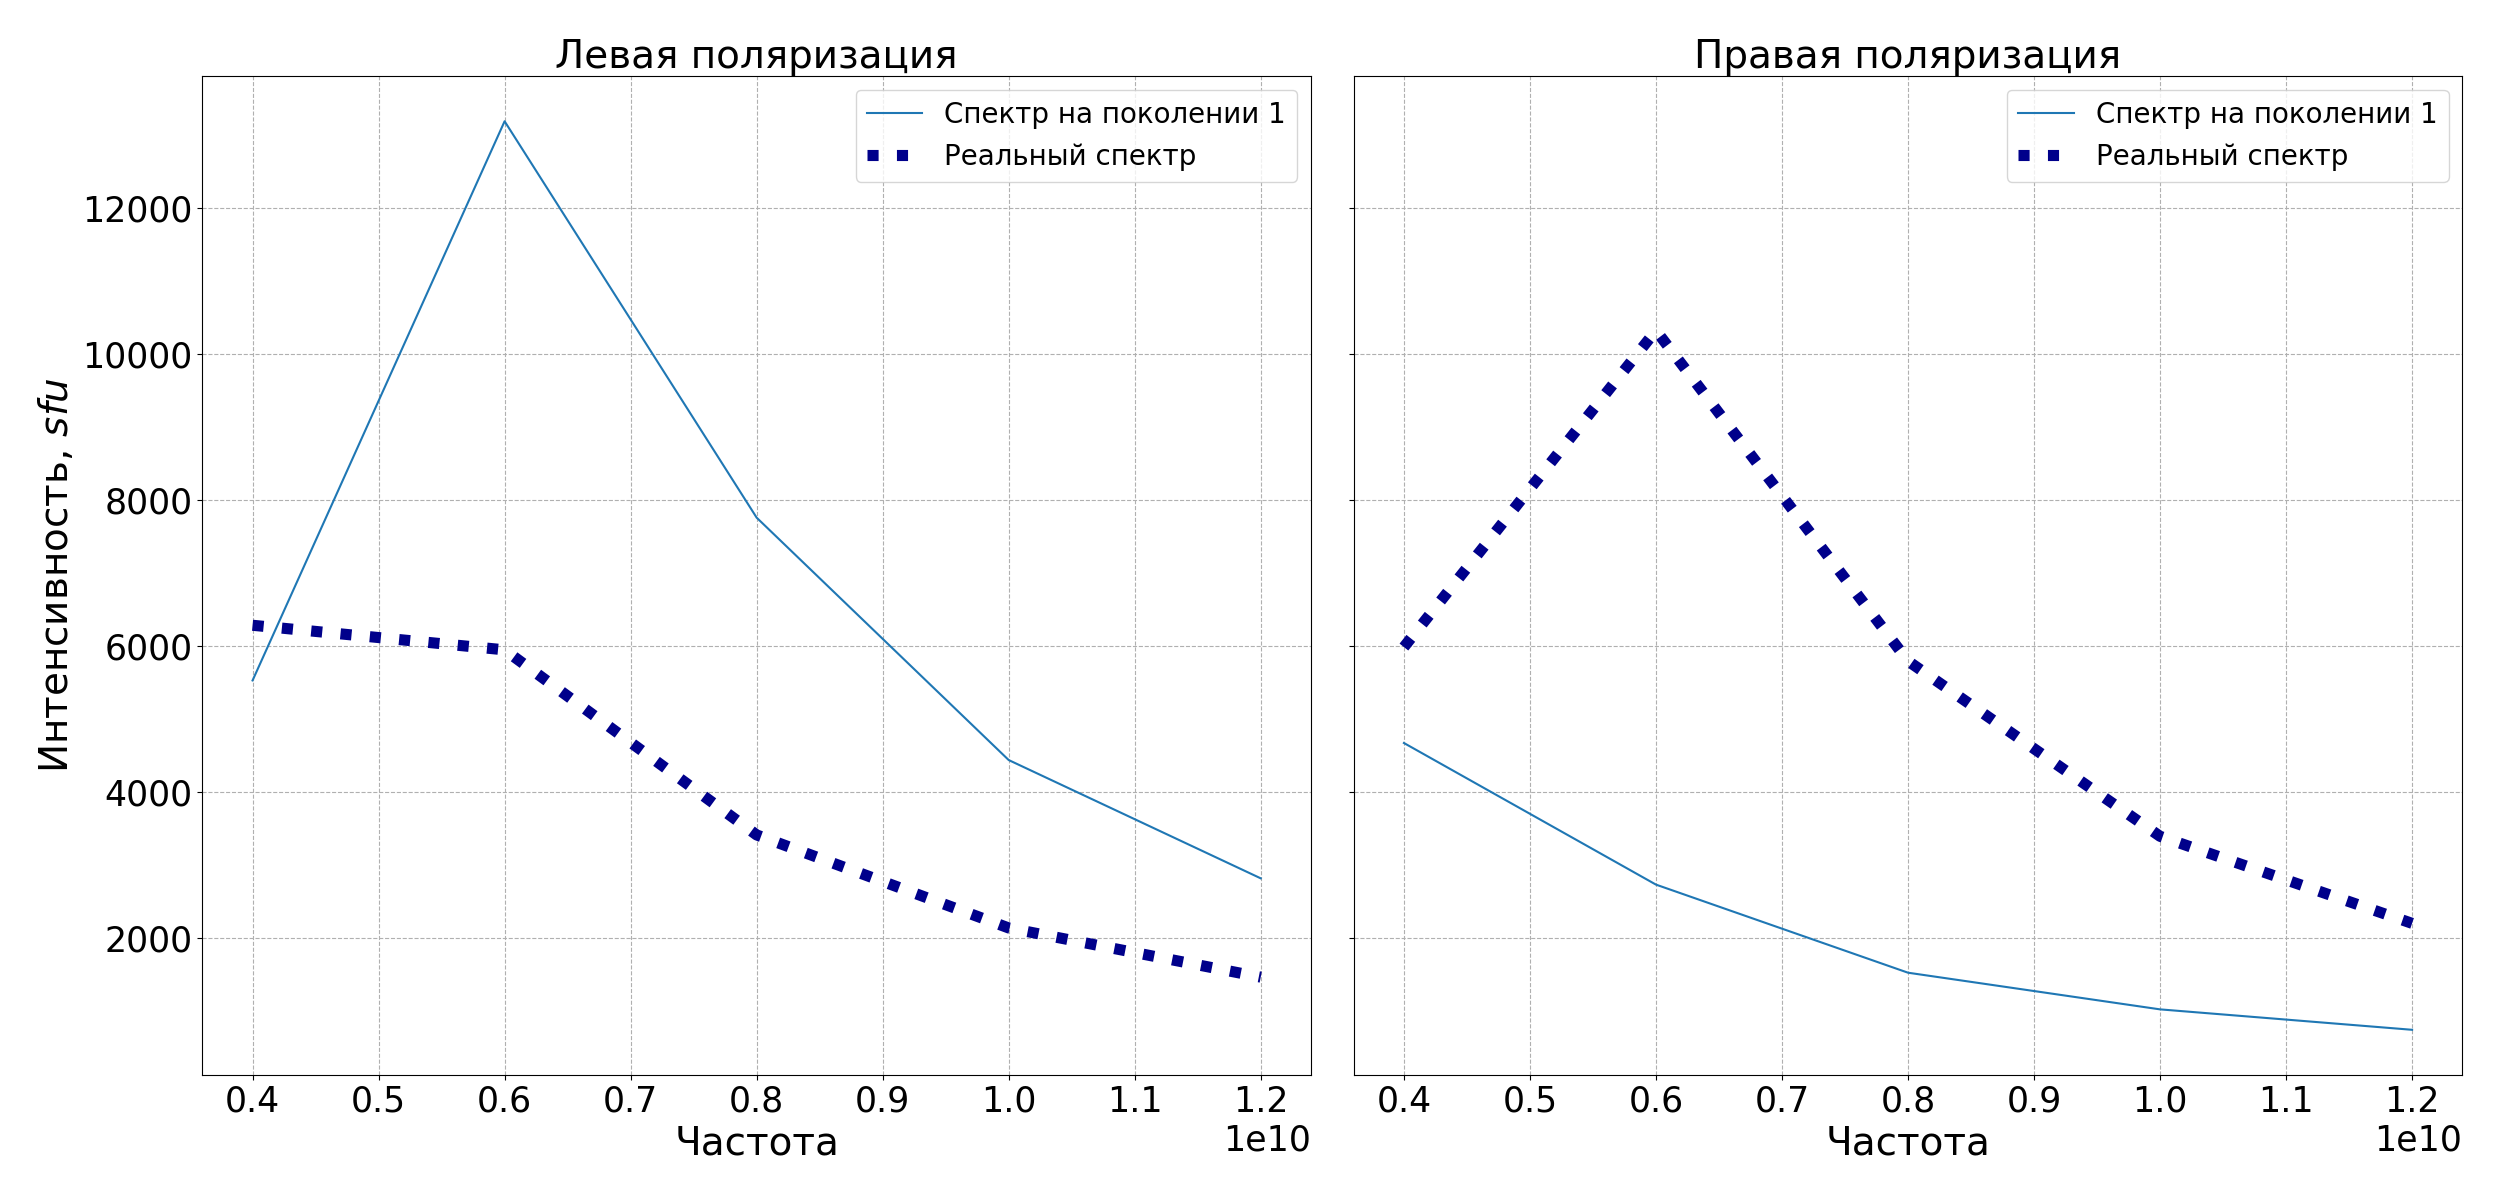 Левая поляризация
Спектр на поколении 1
Реальный спектр
Интенсивность, sfu
12000
10000
8000
6000
4000
2000
0.4 0.5 0.6 0.7 0.8 0.9 1.0 1.1 1.2
1e10
Частота
Правая поляризация
Спектр на поколении 1
Реальный спектр
0.4 0.5 0.6 0.7 0.8 0.9 1.0 1.1 1.2
1e10
Частота